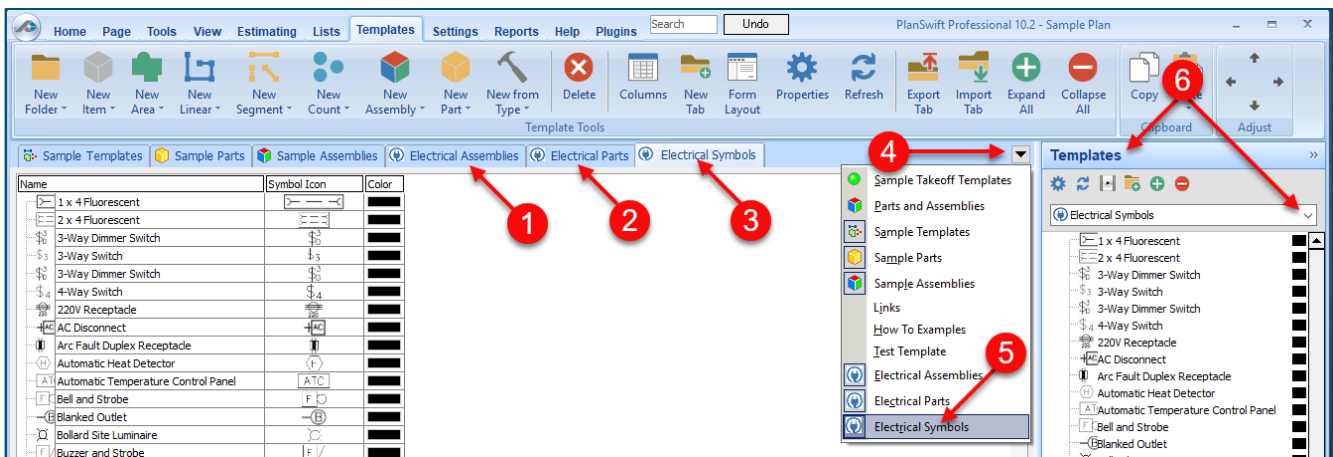 Home Page Tools View Estimating Lists Templates Settings Reports Help Plugins Search Undo PlanSwift Professional 10.2 - Sample Plan
New Folder
New Item
New Area
New Linear
New Segment
New Count
New Assembly
New Part
New from Type
Delete
Columns
New Tab
Form Layout
Properties
Refresh
Export Tab
Import Tab
Expand All
Collapse All
Copy
6
Template Tools
Clipboard
Adjust
Sample Templates Sample Parts Sample Assemblies Electrical Assemblies Electrical Parts Electrical Symbols
1
2
3
4
Name Symbol Icon Color
1 x 4 Fluorescent
2 x 4 Fluorescent
3-Way Dimmer Switch
3-Way Switch
3-Way Dimmer Switch
4-Way Switch
220V Receptacle
AC Disconnect AC
Arc Fault Duplex Receptacle
Automatic Heat Detector
Automatic Temperature Control Panel ATC
Bell and Strobe F
Blanked Outlet B
Bollard Site Luminaire
Buzzer and Strobe F
Sample Takeoff Templates
Parts and Assemblies
Sample Templates
Sample Parts
Sample Assemblies
Links
How To Examples
Test Template
5
Electrical Assemblies
Electrical Parts
Electrical Symbols
Templates
Electrical Symbols
1 x 4 Fluorescent
2 x 4 Fluorescent
3-Way Dimmer Switch
3-Way Switch
3-Way Dimmer Switch
4-Way Switch
220V Receptacle
AC Disconnect
Arc Fault Duplex Receptacle
Automatic Heat Detector
Automatic Temperature Control Panel
Bell and Strobe
Blanked Outlet